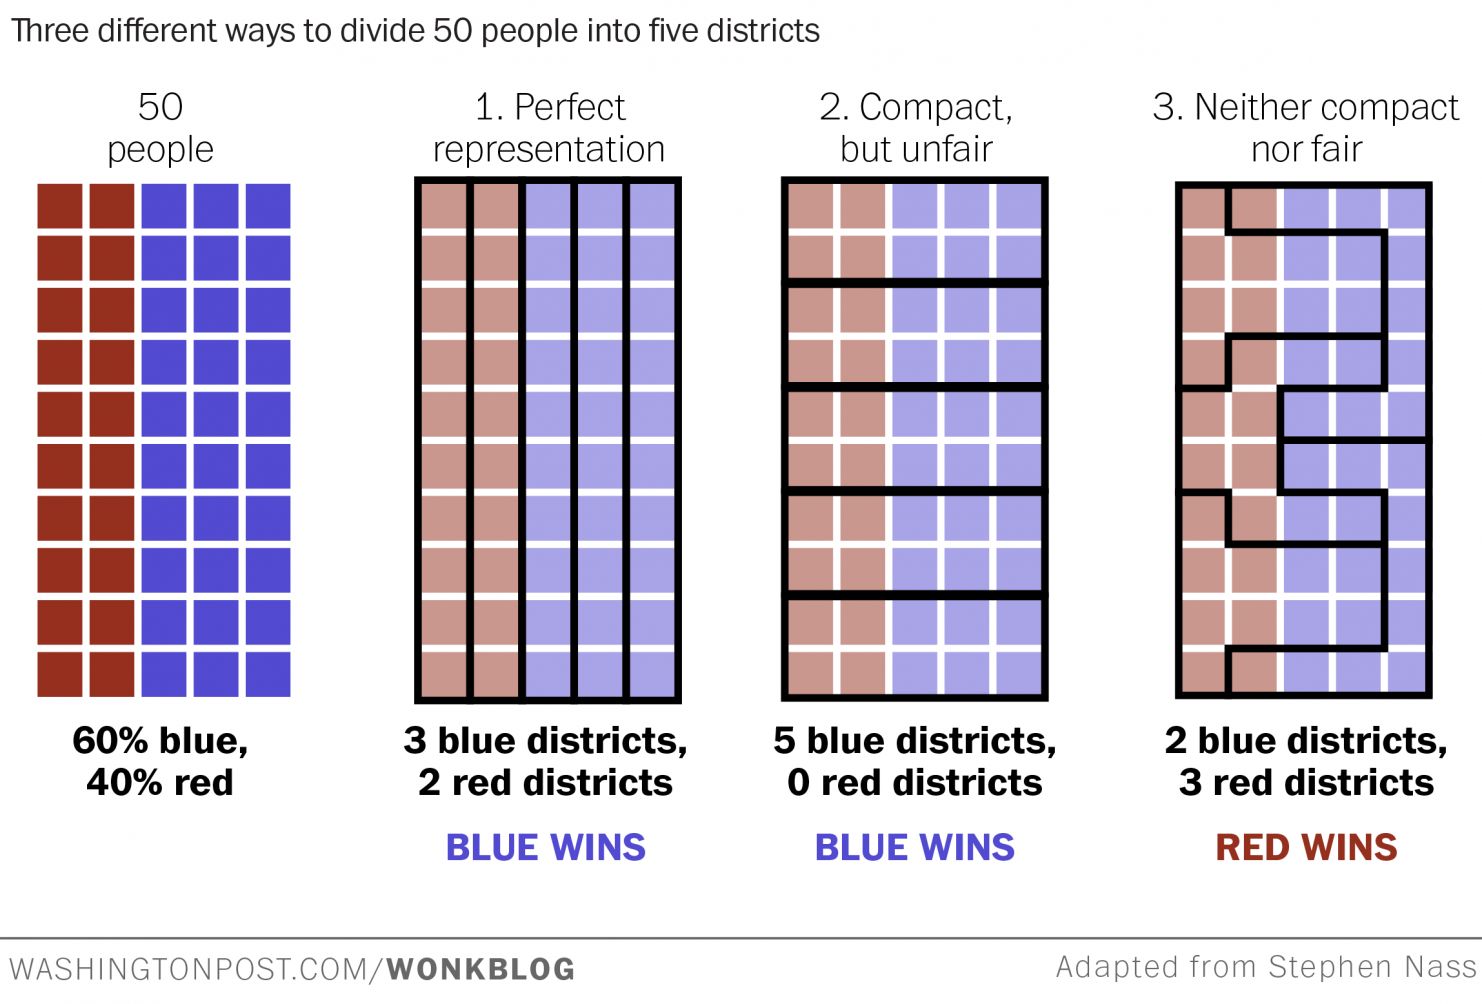 Three different ways to divide 50 people into five districts
50
people
1. Perfect
representation
2. Compact,
but unfair
3. Neither compact
nor fair
60% blue,
40% red
3 blue districts,
2 red districts
BLUE WINS
5 blue districts,
0 red districts
BLUE WINS
2 blue districts,
3 red districts
RED WINS
WASHINGTONPOST.COM/WONKBLOG
Adapted from Stephen Nass